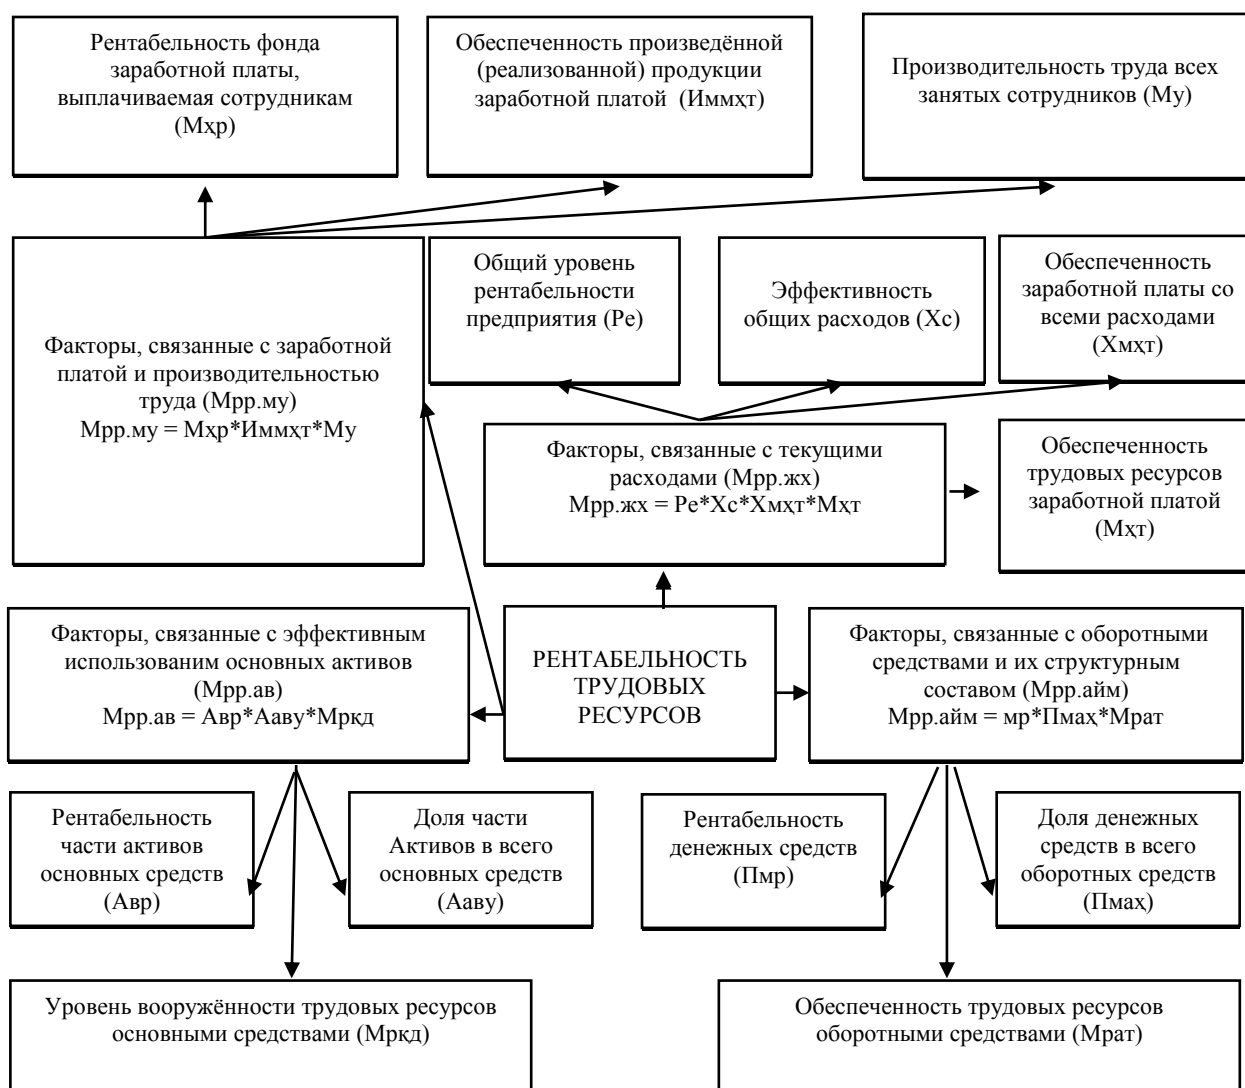 Рентабельность фонда
заработной платы,
выплачиваемая сотрудникам
(Мҳр)
Обеспеченность произведённой
(реализованной) продукции
заработной платой (Иммҳт)
Производительность труда всех
занятых сотрудников (Му)
Факторы, связанные с заработной
платой и производительностью
труда (Мрр.му)
Мрр.му = Мҳр*Иммҳт*Му
Общий уровень
рентабельности
предприятия (Ре)
Эффективность
общих расходов (Хс)
Обеспеченность
заработной платы со
всеми расходами
(Хмҳт)
Факторы, связанные с текущими
расходами (Мрр.жх)
Мрр.жх = Ре*Хс*Хмҳт*Мҳт
Обеспеченность
трудовых ресурсов
заработной платой
(Мҳт)
Факторы, связанные с эффективным
использованим основных активов
(Мрр.ав)
Мрр.ав = Авр*Ааву*Мрқд
РЕНТАБЕЛЬНОСТЬ
ТРУДОВЫХ
РЕСУРСОВ
Факторы, связанные с оборотными
средствами и их структурным
составом (Мрр.айм)
Мрр.айм = мр*Пмаҳ*Мрат
Рентабельность
части активов
основных средств
(Авр)
Доля части
Активов в всего
основных средств
(Ааву)
Рентабельность
денежных средств
(Пмр)
Доля денежных
средств в всего
оборотных средств
(Пмаҳ)
Уровень вооружённости трудовых ресурсов
основными средствами (Мрқд)
Обеспеченность трудовых ресурсов
оборотными средствами (Мрат)